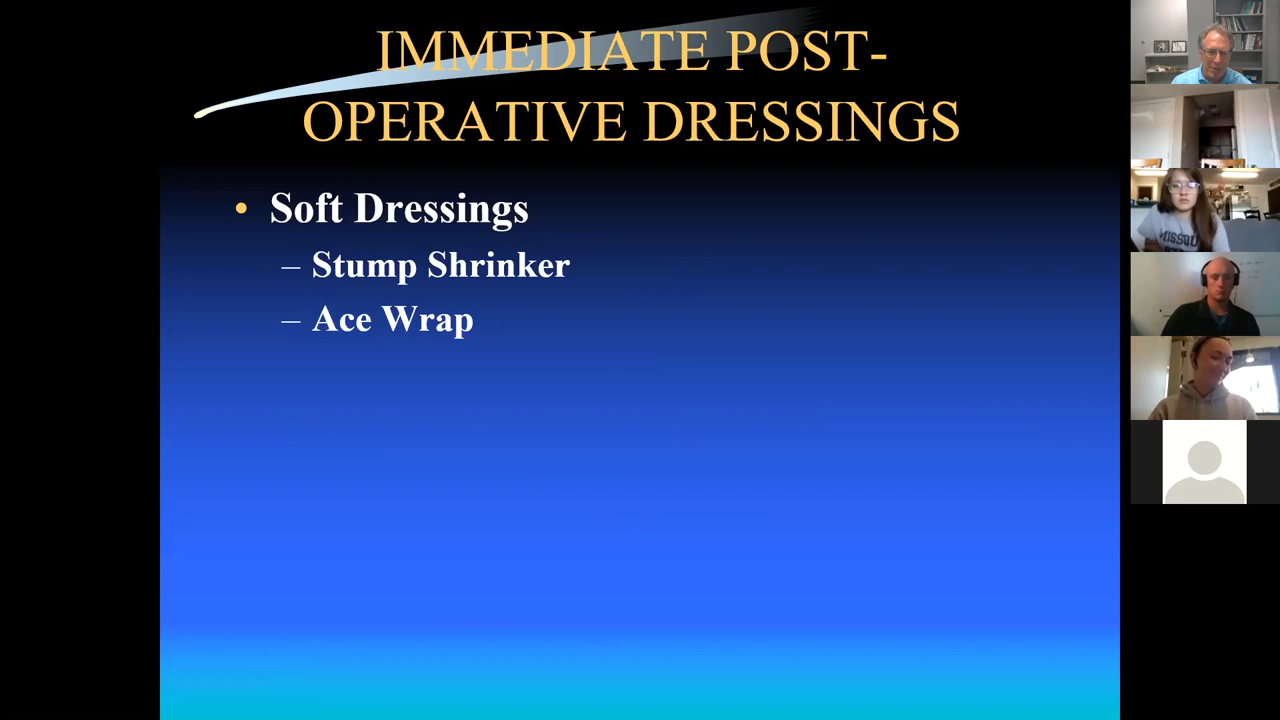 IMMEDIATE POST-
OPERATIVE DRESSINGS
• Soft Dressings
– Stump Shrinker
– Ace Wrap